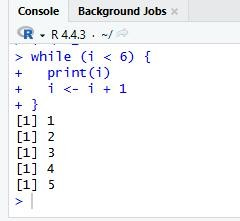 Console Background Jobs ×
R 4.4.3 · ~/
> while (i < 6) {
+   print(i)
+   i <- i + 1
+ }
[1] 1
[1] 2
[1] 3
[1] 4
[1] 5
>